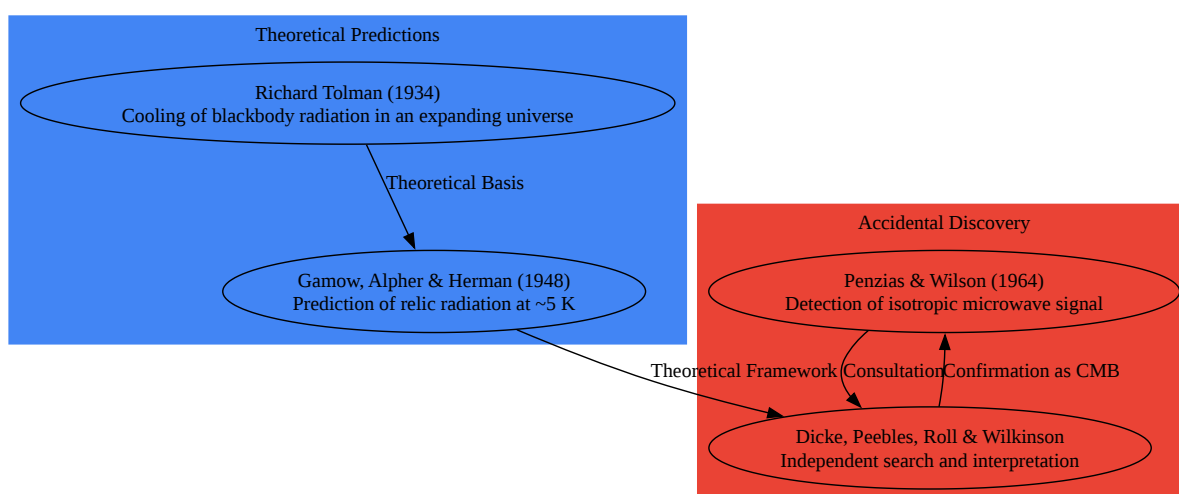 Theoretical Predictions
Richard Tolman (1934)
Cooling of blackbody radiation in an expanding universe
Theoretical Basis
Gamow, Alpher & Herman (1948)
Prediction of relic radiation at ~5 K
Accidental Discovery
Penzias & Wilson (1964)
Detection of isotropic microwave signal
Theoretical Framework
Consultation
Confirmation as CMB
Dicke, Peebles, Roll & Wilkinson
Independent search and interpretation